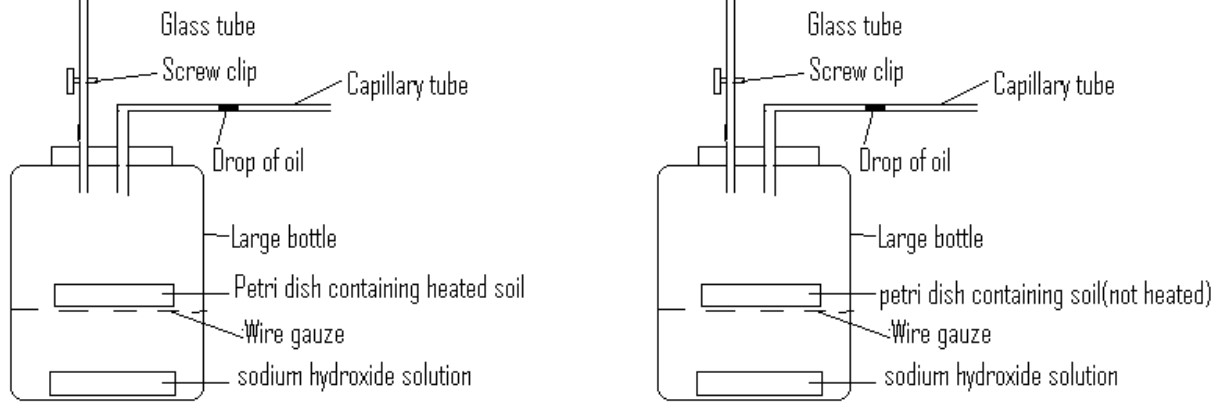 Glass tube
Screw clip
Capillary tube
Drop of oil
Large bottle
Petri dish containing heated soil
Wire gauze
sodium hydroxide solution
Glass tube
Screw clip
Capillary tube
Drop of oil
Large bottle
petri dish containing soil(not heated)
Wire gauze
sodium hydroxide solution